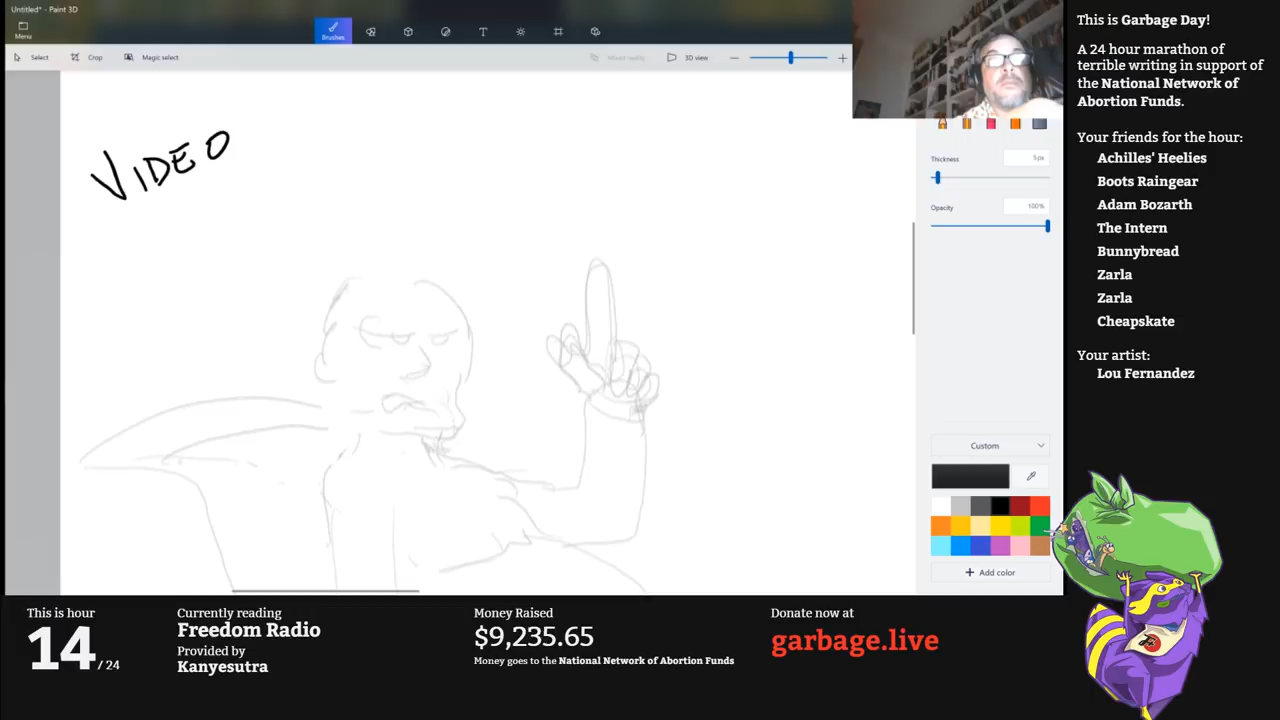 Untitled* - Paint 3D
Menu
Brushes
Select
Crop
Magic select
Mixed reality
3D view
VIDEO
Thickness
5px
Opacity
100%
Custom
+ Add color
This is Garbage Day!
A 24 hour marathon of
terrible writing in support of
the National Network of
Abortion Funds.
Your friends for the hour:
Achilles' Heelies
Boots Raingear
Adam Bozarth
The Intern
Bunnybread
Zarla
Zarla
Cheapskate
Your artist:
Lou Fernandez
This is hour
14 / 24
Currently reading
Freedom Radio
Provided by
Kanyesutra
Money Raised
$9,235.65
Money goes to the National Network of Abortion Funds
Donate now at
garbage.live